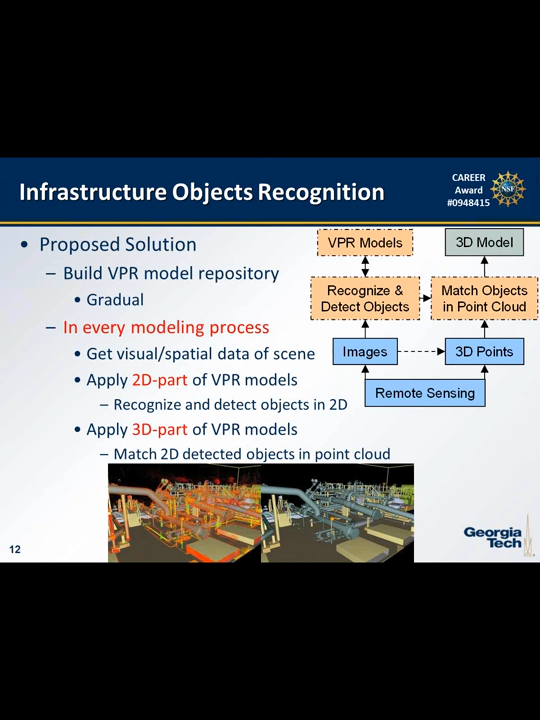 Infrastructure Objects Recognition
CAREER
Award
#0948415
NSF
• Proposed Solution
– Build VPR model repository
• Gradual
– In every modeling process
• Get visual/spatial data of scene
• Apply 2D-part of VPR models
– Recognize and detect objects in 2D
• Apply 3D-part of VPR models
– Match 2D detected objects in point cloud
VPR Models
3D Model
Recognize &
Detect Objects
Match Objects
in Point Cloud
Images
3D Points
Remote Sensing
12
Georgia
Tech